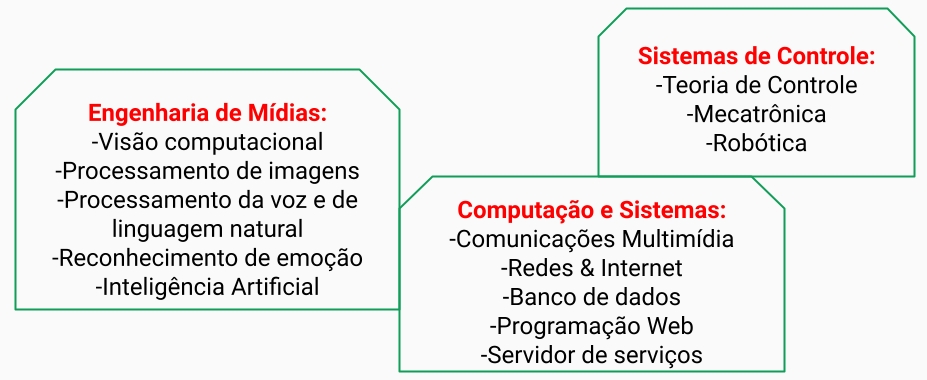 Engenharia de Mídias:
-Visão computacional
-Processamento de imagens
-Processamento da voz e de
linguagem natural
-Reconhecimento de emoção
-Inteligência Artificial
Sistemas de Controle:
-Teoria de Controle
-Mecatrônica
-Robótica
Computação e Sistemas:
-Comunicações Multimídia
-Redes & Internet
-Banco de dados
-Programação Web
-Servidor de serviços